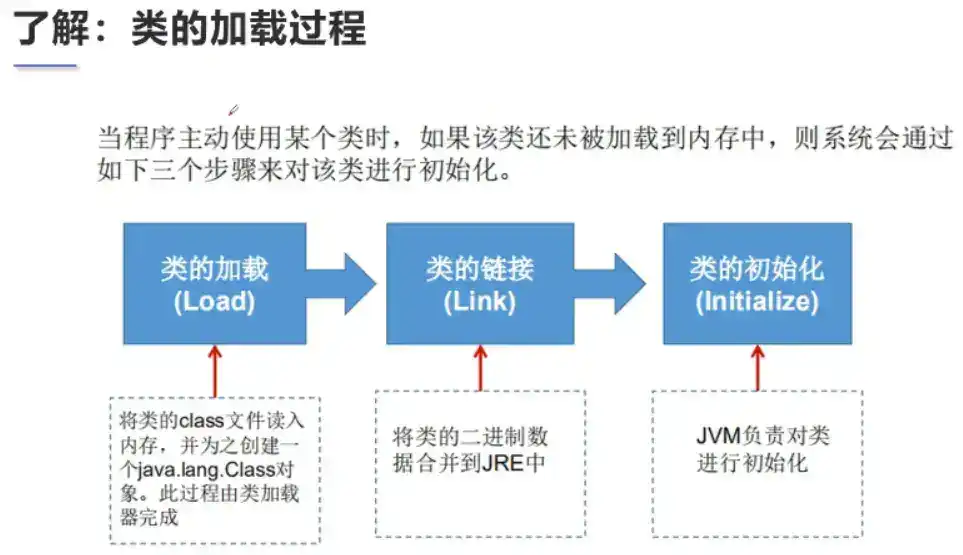 了解：类的加载过程
当程序主动使用某个类时，如果该类还未被加载到内存中，则系统会通过
如下三个步骤来对该类进行初始化。
类的加载
(Load)
类的链接
(Link)
类的初始化
(Initialize)
将类的class文件读入
内存，并为之创建一
个java.lang.Class对
象。此过程由类加载
器完成
将类的二进制数
据合并到JRE中
JVM负责对类
进行初始化